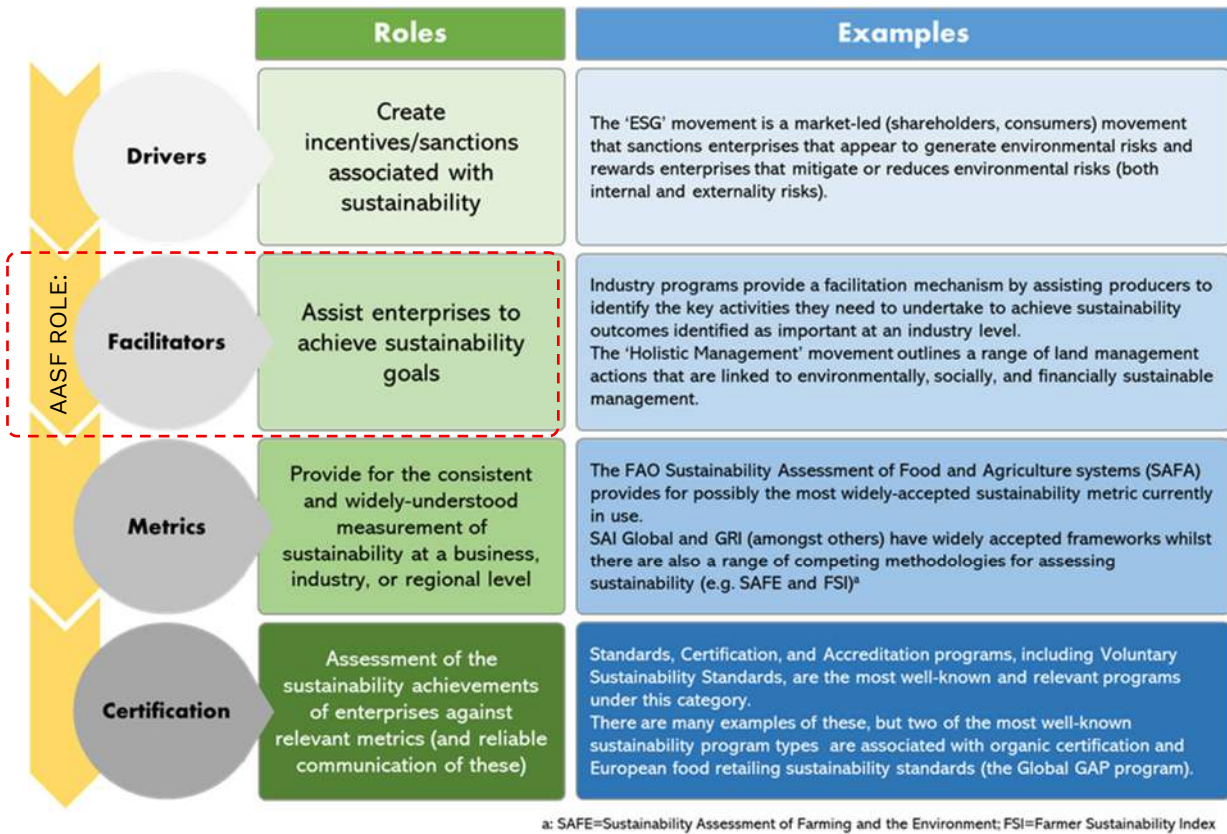 Roles
Examples
Drivers
Create
incentives/sanctions
associated with
sustainability
The ‘ESG’ movement is a market-led (shareholders, consumers) movement
that sanctions enterprises that appear to generate environmental risks and
rewards enterprises that mitigate or reduces environmental risks (both
internal and externality risks).
AASF ROLE:
Facilitators
Assist enterprises to
achieve sustainability
goals
Industry programs provide a facilitation mechanism by assisting producers to
identify the key activities they need to undertake to achieve sustainability
outcomes identified as important at an industry level.
The ‘Holistic Management’ movement outlines a range of land management
actions that are linked to environmentally, socially, and financially sustainable
management.
Metrics
Provide for the consistent
and widely-understood
measurement of
sustainability at a business,
industry, or regional level
The FAO Sustainability Assessment of Food and Agriculture systems (SAFA)
provides for possibly the most widely-accepted sustainability metric currently
in use.
SAI Global and GRI (amongst others) have widely accepted frameworks whilst
there are also a range of competing methodologies for assessing
sustainability (e.g. SAFE and FSI)ᵃ
Certification
Assessment of the
sustainability achievements
of enterprises against
relevant metrics (and reliable
communication of these)
Standards, Certification, and Accreditation programs, including Voluntary
Sustainability Standards, are the most well-known and relevant programs
under this category.
There are many examples of these, but two of the most well-known
sustainability program types are associated with organic certification and
European food retailing sustainability standards (the Global GAP program).
a: SAFE=Sustainability Assessment of Farming and the Environment; FSI=Farmer Sustainability Index